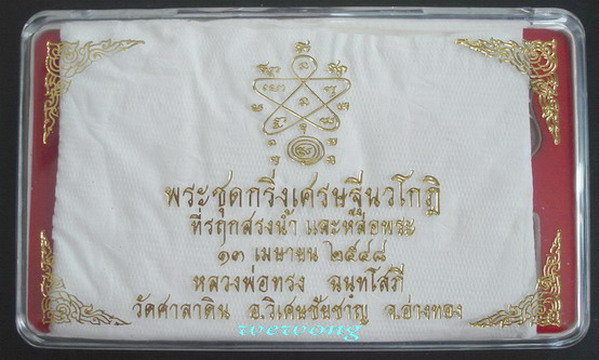 พระชุดกริ่งเศรษฐีนวโกฏิ
ที่รฤกสรงน้ำ และหล่อพระ
๑๓ เมษายน ๒๕๔๘
หลวงพ่อทรง ฉนฺทโสภี
วัดศาลาดิน อ.วิเศษชัยชาญ จ.อ่างทอง
woewoong